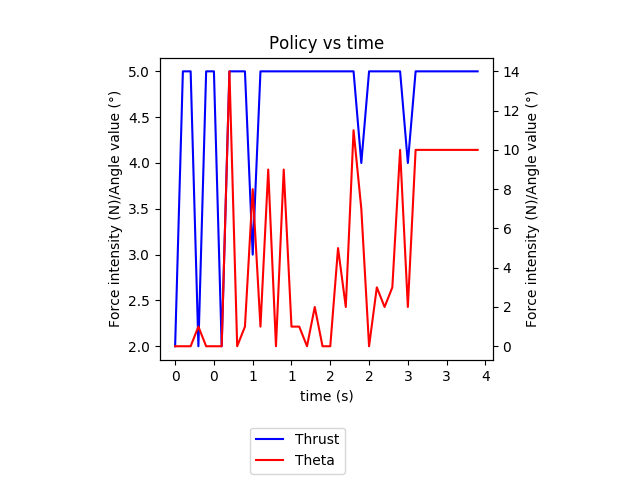 Policy vs time
Force intensity (N)/Angle value (°)
5.0
4.5
4.0
3.5
3.0
2.5
2.0
14
12
10
8
6
4
2
0
Force intensity (N)/Angle value (°)
0 0 1 1 2 2 3 3 4
time (s)
Thrust
Theta